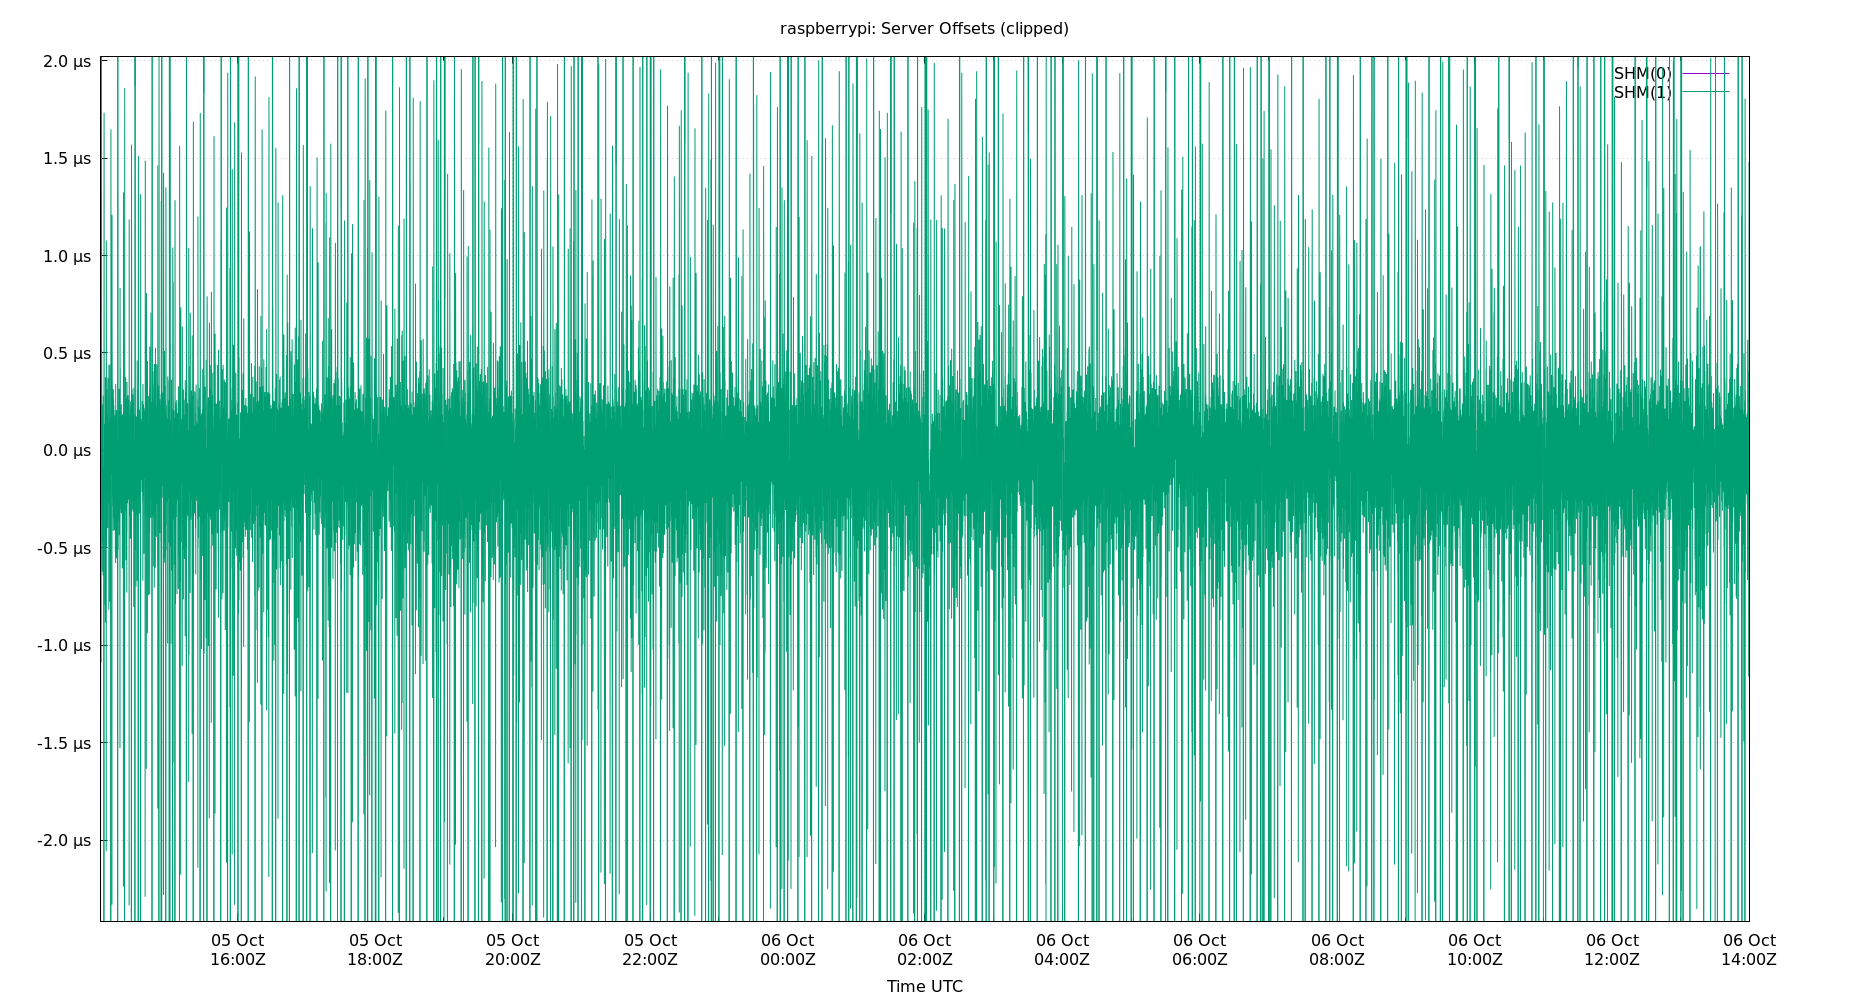 raspberrypi: Server Offsets (clipped)
2.0 µs
1.5 µs
1.0 µs
0.5 µs
0.0 µs
-0.5 µs
-1.0 µs
-1.5 µs
-2.0 µs
SHM(0)
SHM(1)
05 Oct 05 Oct 05 Oct 05 Oct 06 Oct 06 Oct 06 Oct 06 Oct 06 Oct 06 Oct 06 Oct 06 Oct
16:00Z 18:00Z 20:00Z 22:00Z 00:00Z 02:00Z 04:00Z 06:00Z 08:00Z 10:00Z 12:00Z 14:00Z
Time UTC